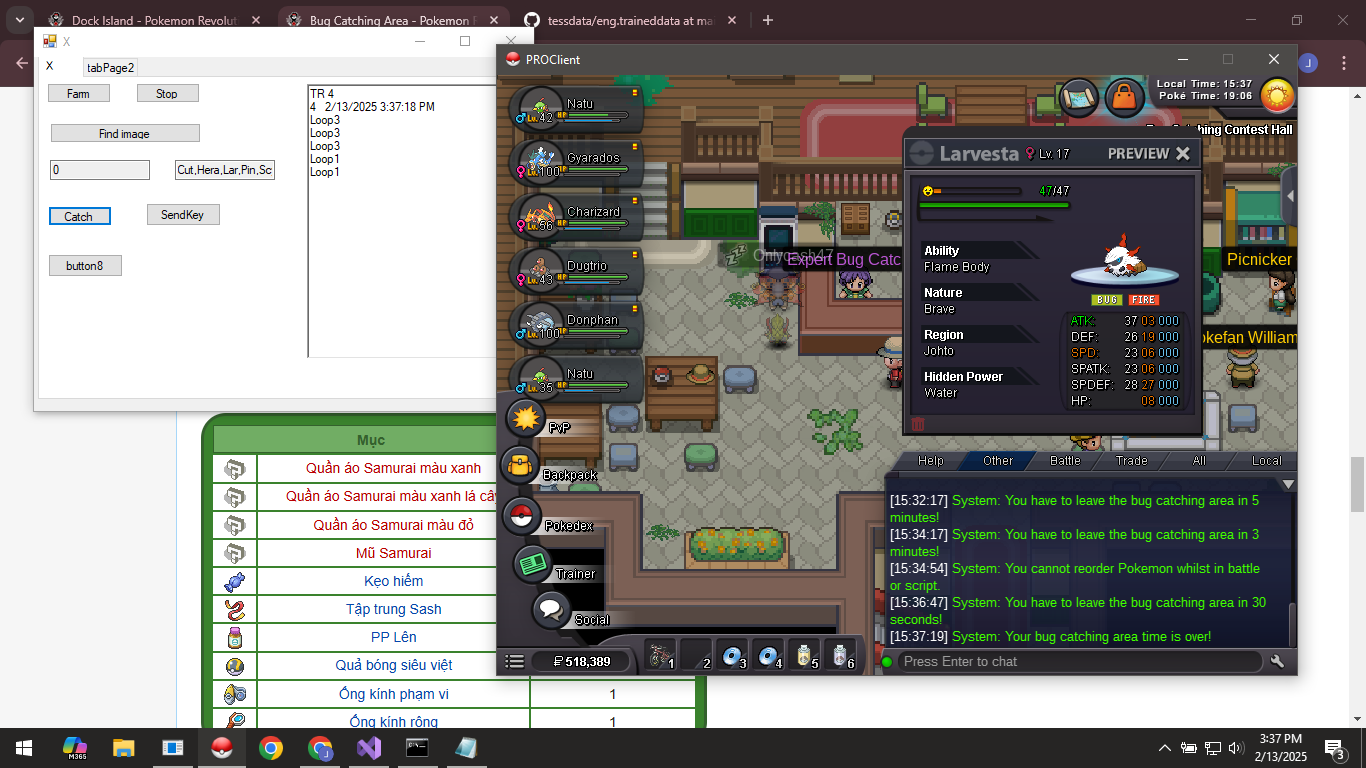 Dock Island - Pokemon Revolut
Bug Catching Area - Pokemon R
tessdata/eng.traineddata at mai
X
X
tabPage2
Farm
Stop
Find image
0
Cut,Hera,Lar,Pin,Sc
Catch
SendKey
button8
TR 4
4 2/13/2025 3:37:18 PM
Loop3
Loop3
Loop3
Loop1
Loop1
Mục
Quần áo Samurai màu xanh
Quần áo Samurai màu xanh lá cây
Quần áo Samurai màu đỏ
Mũ Samurai
Kẹo hiếm
Tập trung Sash
PP Lên
Quả bóng siêu việt
Ống kính phạm vi
1
Ống kính rộng
1
PROClient
Natu
Lv.42
HP
Gyarados
Lv.100
HP
Charizard
Lv.56
HP
Dugtrio
Lv.43
HP
Donphan
Lv.100
HP
Natu
Lv.35
HP
PvP
Backpack
Pokedex
Trainer
Social
₽ 518,389
1
2
3
4
5
6
Local Time: 15:37
Poké Time: 19:06
Catching Contest Hall
Onlycash47
Expert Bug Catc
Picnicker
okefan William
Larvesta
Lv. 17
PREVIEW
47/47
Ability
Flame Body
Nature
Brave
Region
Johto
Hidden Power
Water
BUG
FIRE
ATK: 37 03 000
DEF: 26 19 000
SPD: 23 06 000
SPATK: 23 06 000
SPDEF: 28 27 000
HP: 08 000
Help
Other
Battle
Trade
All
Local
[15:32:17] System: You have to leave the bug catching area in 5
minutes!
[15:34:17] System: You have to leave the bug catching area in 3
minutes!
[15:34:54] System: You cannot reorder Pokemon whilst in battle
or script.
[15:36:47] System: You have to leave the bug catching area in 30
seconds!
[15:37:19] System: Your bug catching area time is over!
Press Enter to chat
J
M365
3:37 PM
2/13/2025
3